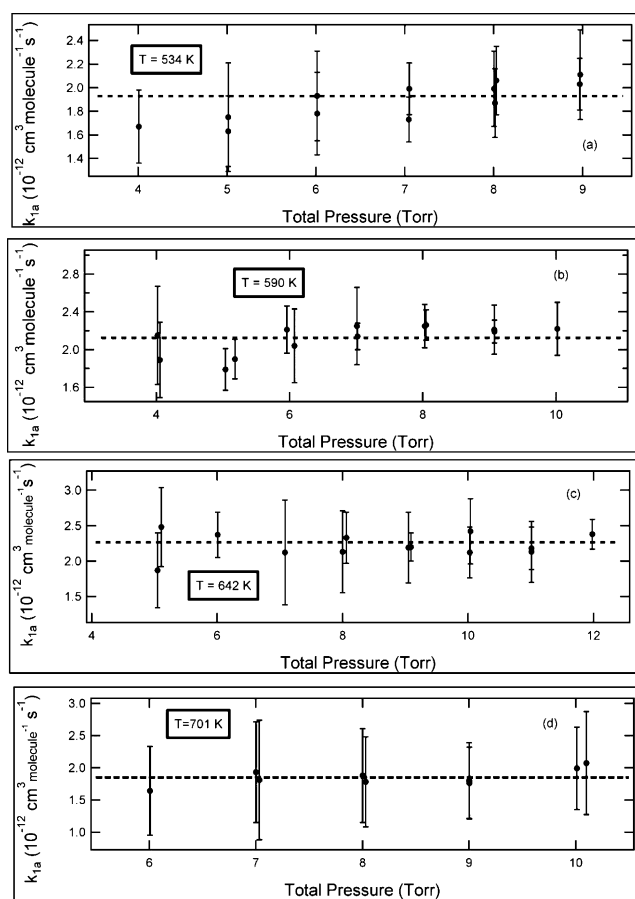 k1a (10-12 cm3 molecule-1 s-1)
T = 534 K
2.4
2.2
2.0
1.8
1.6
1.4
(a)
4 5 6 7 8 9
Total Pressure (Torr)
k1a (10-12 cm3 molecule-1 s-1)
T = 590 K
(b)
2.8
2.4
2.0
1.6
4 6 8 10
Total Pressure (Torr)
k1a (10-12 cm3 molecule-1 s-1)
(c)
3.0
2.5
2.0
1.5
T = 642 K
4 6 8 10 12
Total Pressure (Torr)
k1a (10-12 cm3 molecule-1 s-1)
T=701 K
(d)
3.0
2.5
2.0
1.5
1.0
6 7 8 9 10
Total Pressure (Torr)